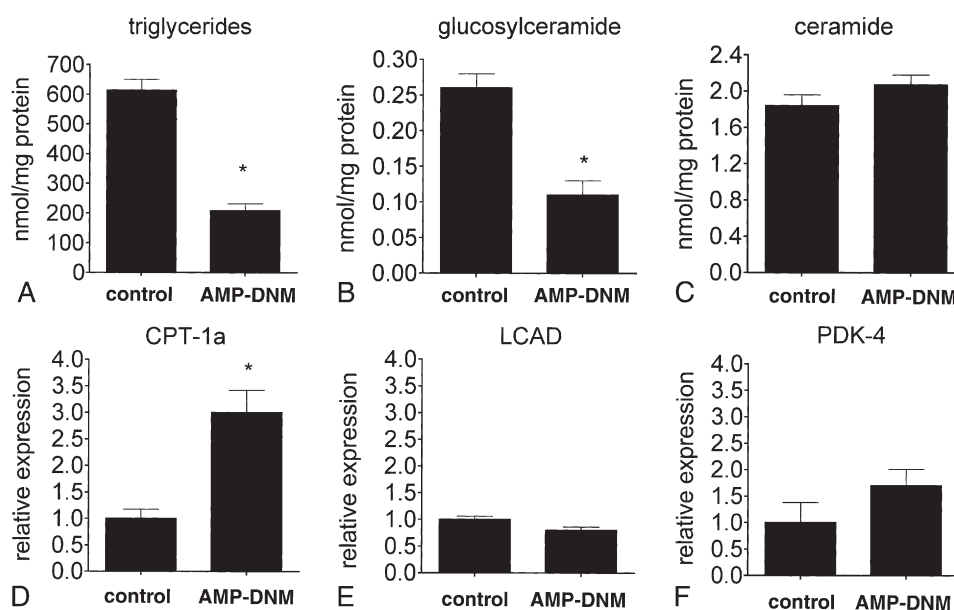 triglycerides
nmol/mg protein
700
600
500
400
300
200
100
0
*
control AMP-DNM
A
glucosylceramide
nmol/mg protein
0.30
0.25
0.20
0.15
0.10
0.05
0.00
*
control AMP-DNM
B
ceramide
nmol/mg protein
2.4
2.0
1.6
1.2
0.8
0.4
0.0
control AMP-DNM
C
CPT-1a
relative expression
4.0
3.5
3.0
2.5
2.0
1.5
1.0
0.5
0.0
*
control AMP-DNM
D
LCAD
relative expression
4.0
3.5
3.0
2.5
2.0
1.5
1.0
0.5
0.0
control AMP-DNM
E
PDK-4
relative expression
4.0
3.5
3.0
2.5
2.0
1.5
1.0
0.5
0.0
control AMP-DNM
F